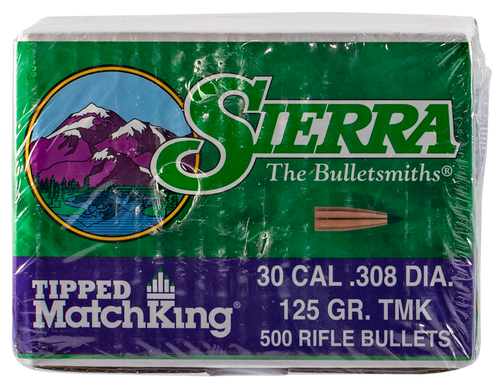 SIERRA
The Bulletsmiths®
30 CAL .308 DIA.
125 GR. TMK
500 RIFLE BULLETS
TIPPED
MatchKing®